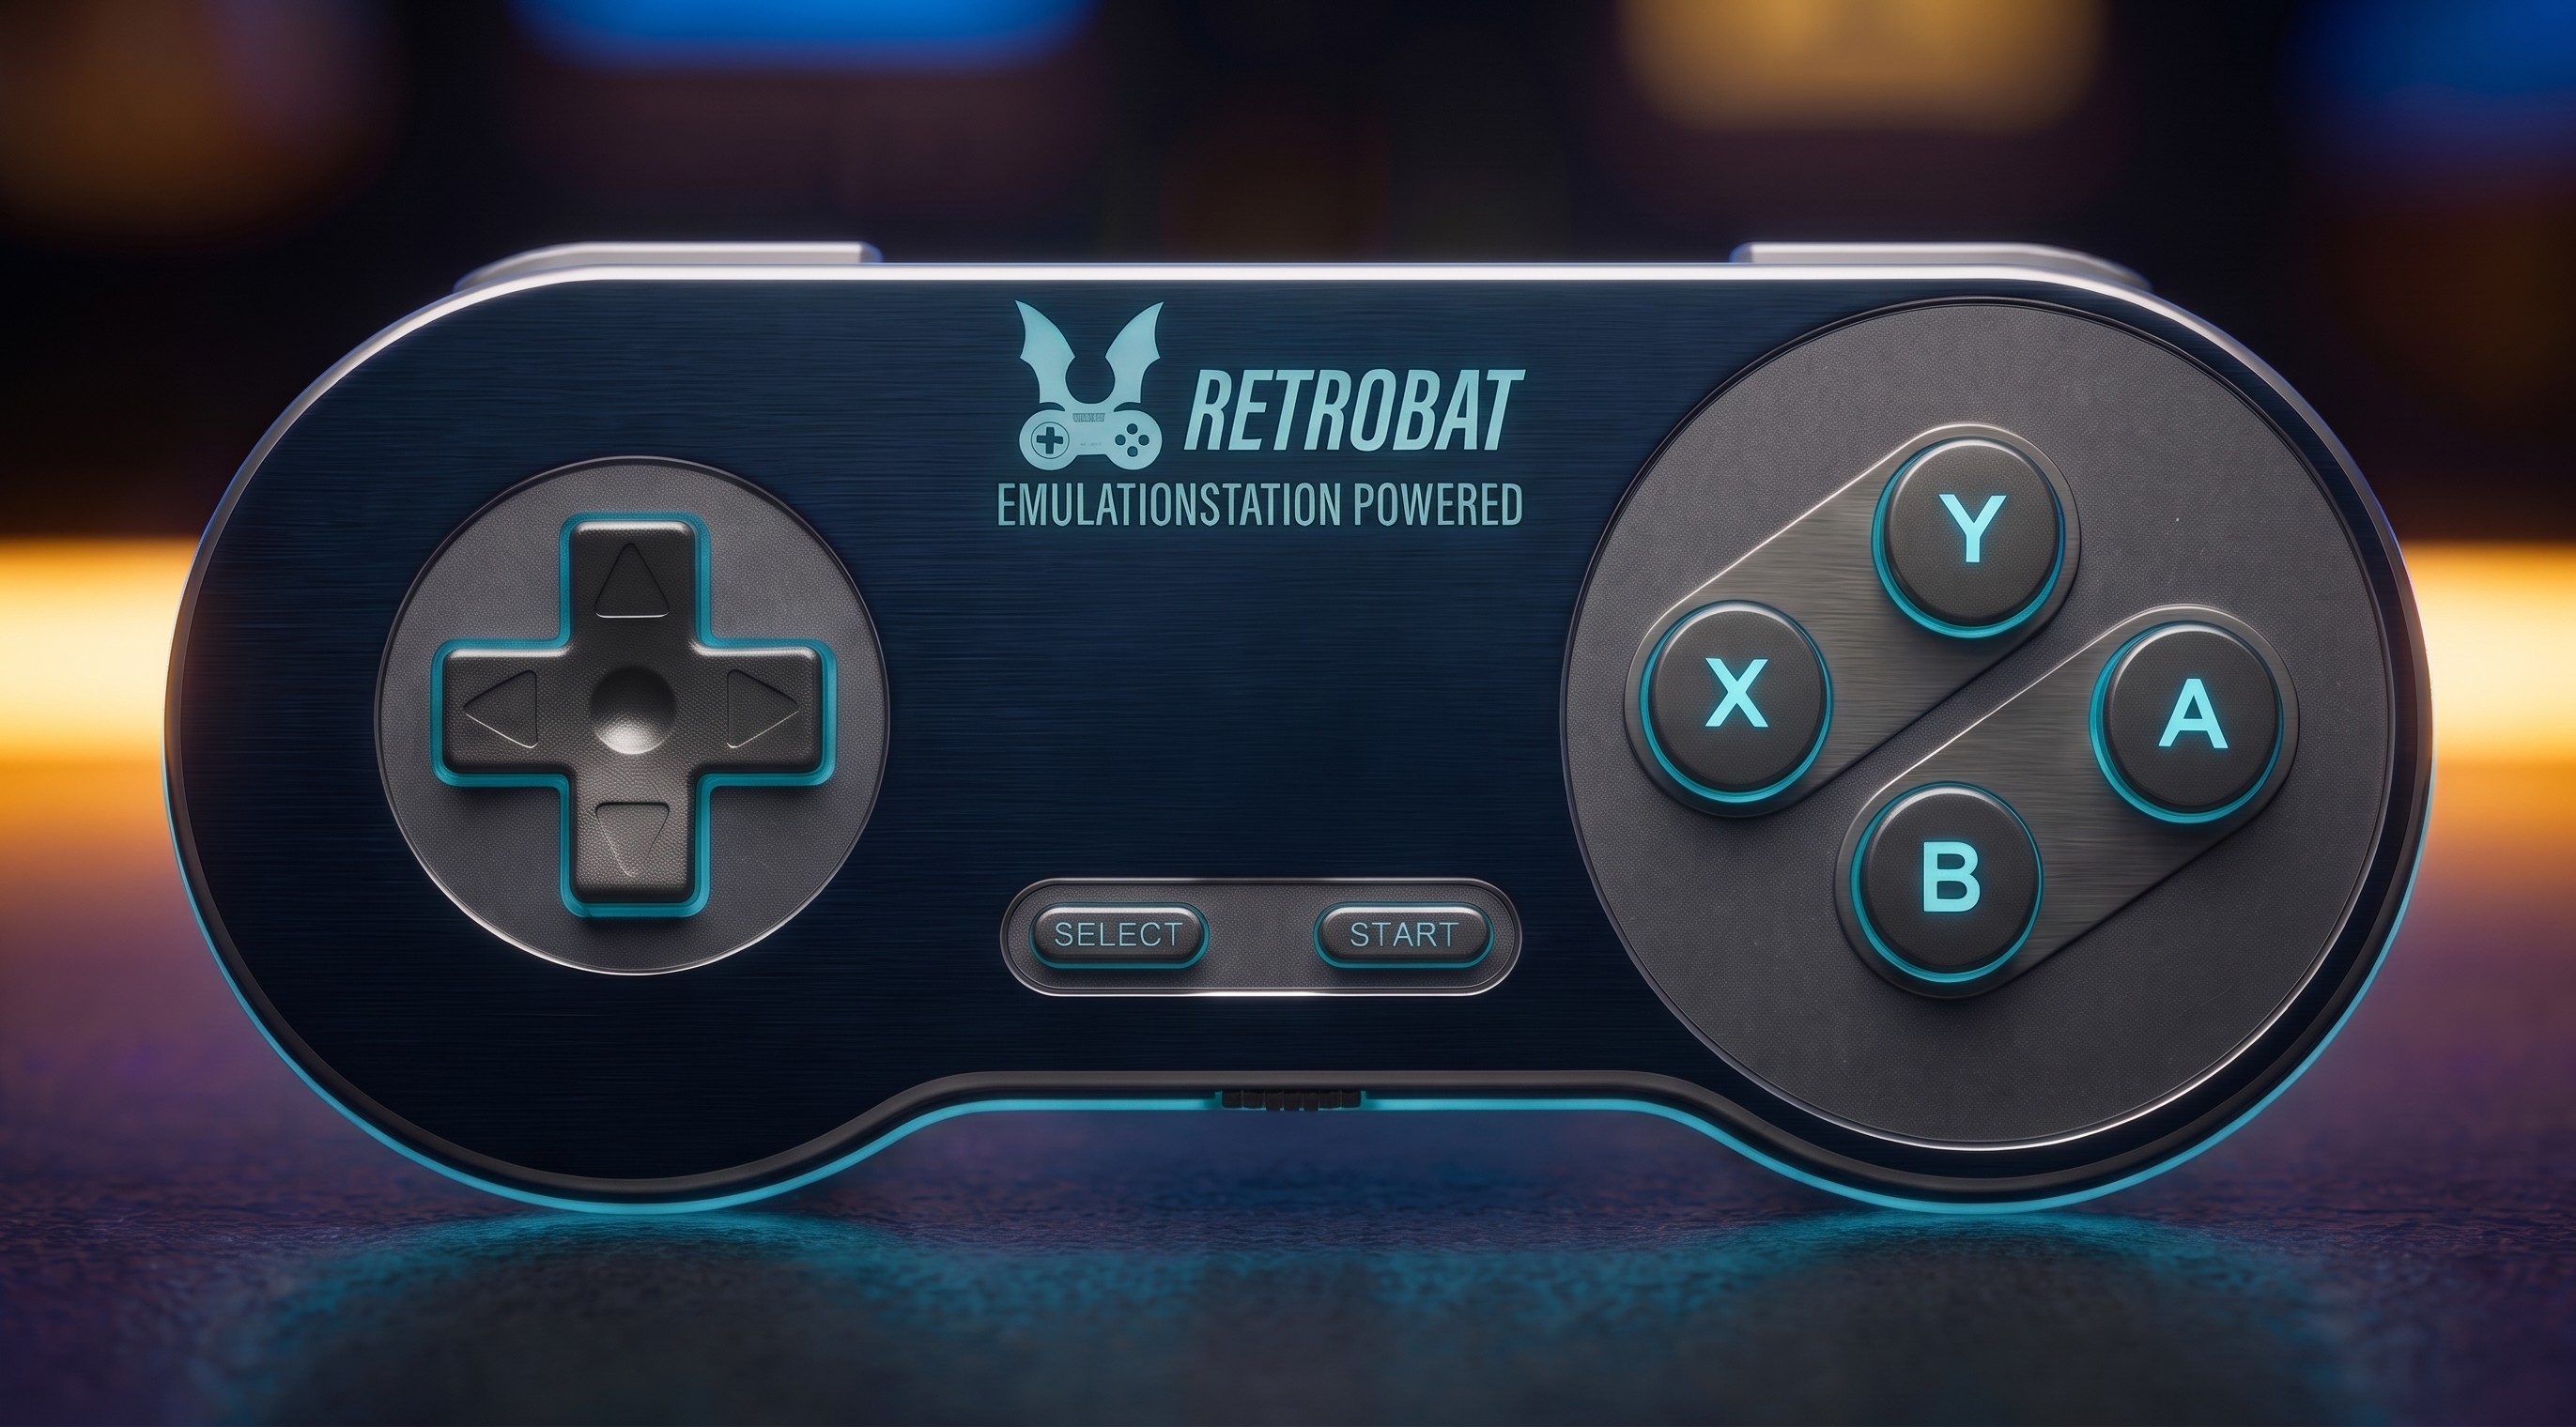 RETROBAT
EMULATIONSTATION POWERED
Y
X
A
B
SELECT
START